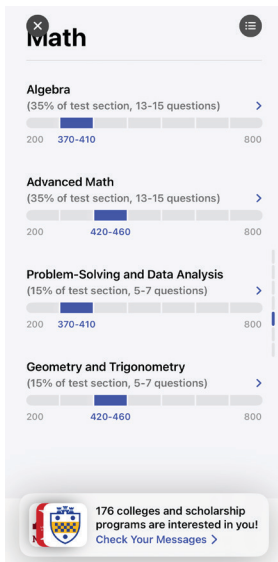 Math
Algebra
(35% of test section, 13-15 questions)
200 370-410 800
Advanced Math
(35% of test section, 13-15 questions)
200 420-460 800
Problem-Solving and Data Analysis
(15% of test section, 5-7 questions)
200 370-410 800
Geometry and Trigonometry
(15% of test section, 5-7 questions)
200 420-460 800
176 colleges and scholarship
programs are interested in you!
Check Your Messages >